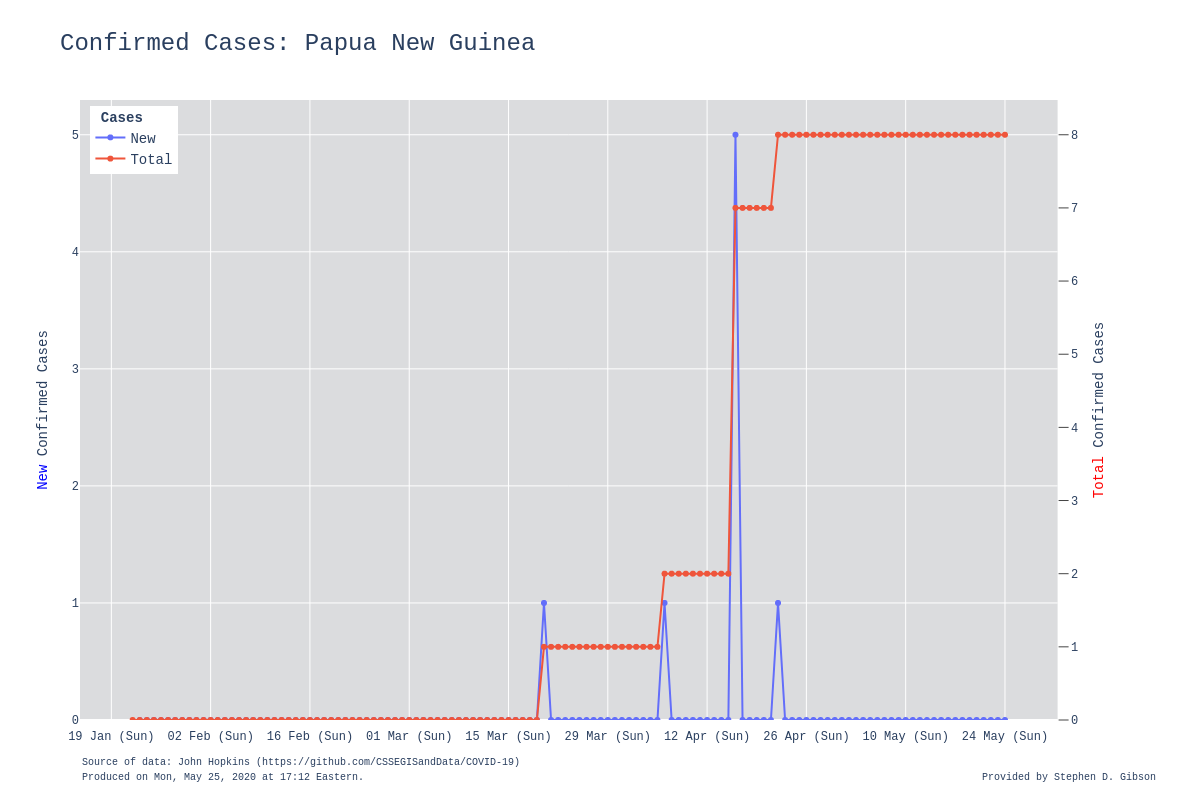 Confirmed Cases: Papua New Guinea
Cases
New
Total
5
4
3
2
1
0
New Confirmed Cases
8
7
6
5
4
3
2
1
0
Total Confirmed Cases
19 Jan (Sun) 02 Feb (Sun) 16 Feb (Sun) 01 Mar (Sun) 15 Mar (Sun) 29 Mar (Sun) 12 Apr (Sun) 26 Apr (Sun) 10 May (Sun) 24 May (Sun)
Source of data: John Hopkins (https://github.com/CSSEGISandData/COVID-19)
Produced on Mon, May 25, 2020 at 17:12 Eastern.
Provided by Stephen D. Gibson